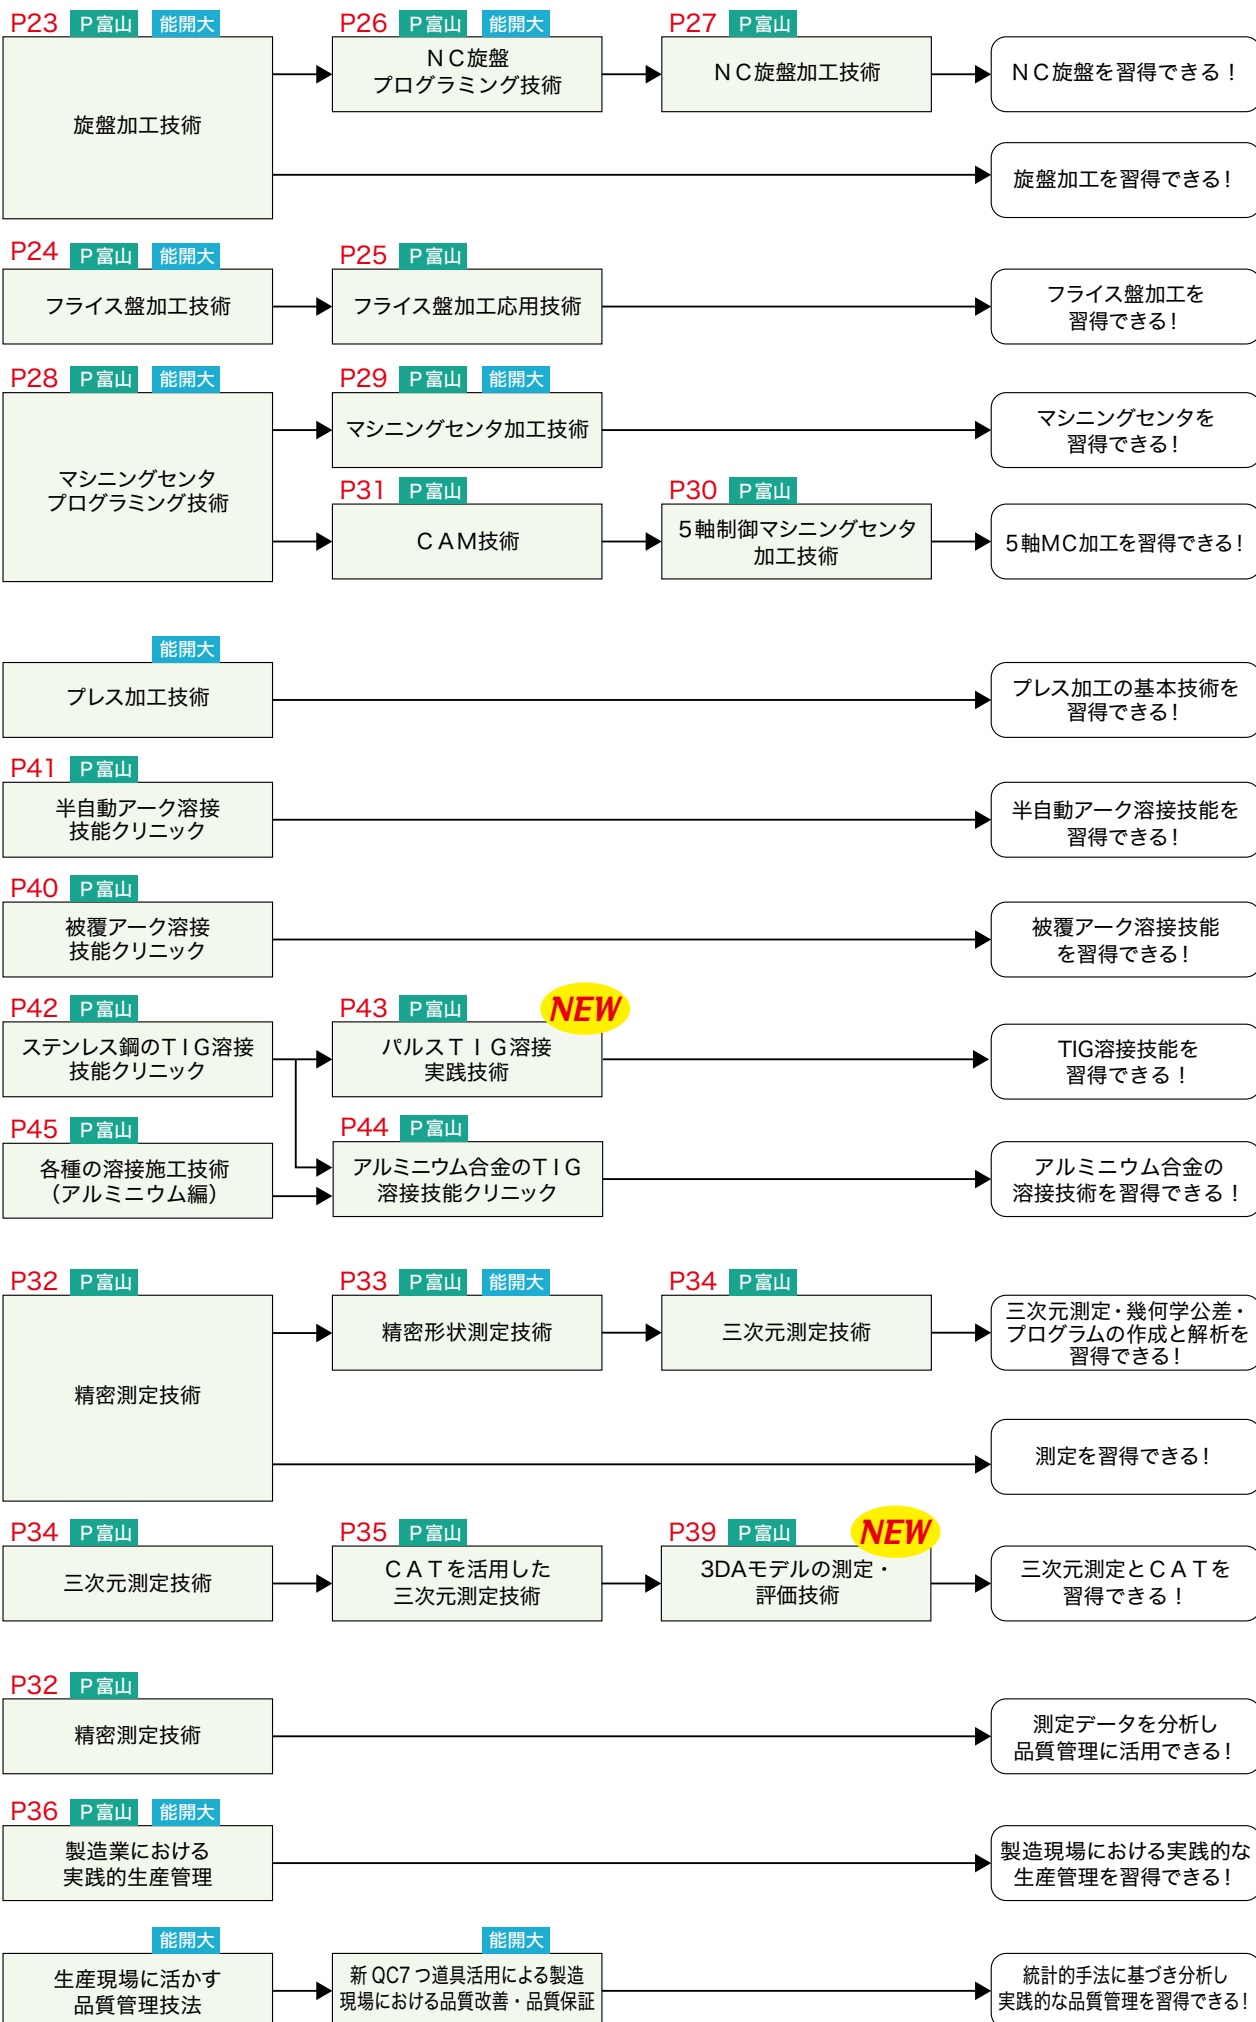 P23 P富山 能開大
旋盤加工技術
P26 P富山 能開大
NC旋盤
プログラミング技術
P27 P富山
NC旋盤加工技術
NC旋盤を習得できる！
旋盤加工を習得できる！
P24 P富山 能開大
フライス盤加工技術
P25 P富山
フライス盤加工応用技術
フライス盤加工を
習得できる！
P28 P富山 能開大
マシニングセンタ
プログラミング技術
P29 P富山 能開大
マシニングセンタ加工技術
マシニングセンタを
習得できる！
P31 P富山
CAM技術
P30 P富山
5軸制御マシニングセンタ
加工技術
5軸MC加工を習得できる！
能開大
プレス加工技術
プレス加工の基本技術を
習得できる！
P41 P富山
半自動アーク溶接
技能クリニック
半自動アーク溶接技能を
習得できる！
P40 P富山
被覆アーク溶接
技能クリニック
被覆アーク溶接技能
を習得できる！
P42 P富山
ステンレス鋼のTIG溶接
技能クリニック
P43 P富山 NEW
パルスTIG溶接
実践技術
TIG溶接技能を
習得できる！
P45 P富山
各種の溶接施工技術
（アルミニウム編）
P44 P富山
アルミニウム合金のTIG
溶接技能クリニック
アルミニウム合金の
溶接技術を習得できる！
P32 P富山
精密測定技術
P33 P富山 能開大
精密形状測定技術
P34 P富山
三次元測定技術
三次元測定・幾何学公差・
プログラムの作成と解析を
習得できる！
測定を習得できる！
P34 P富山
三次元測定技術
P35 P富山
CATを活用した
三次元測定技術
P39 P富山 NEW
3DAモデルの測定・
評価技術
三次元測定とCATを
習得できる！
P32 P富山
精密測定技術
測定データを分析し
品質管理に活用できる！
P36 P富山 能開大
製造業における
実践的生産管理
製造現場における実践的な
生産管理を習得できる！
能開大
生産現場に活かす
品質管理技法
能開大
新QC7つ道具活用による製造
現場における品質改善・品質保証
統計的手法に基づき分析し
実践的な品質管理を習得できる！